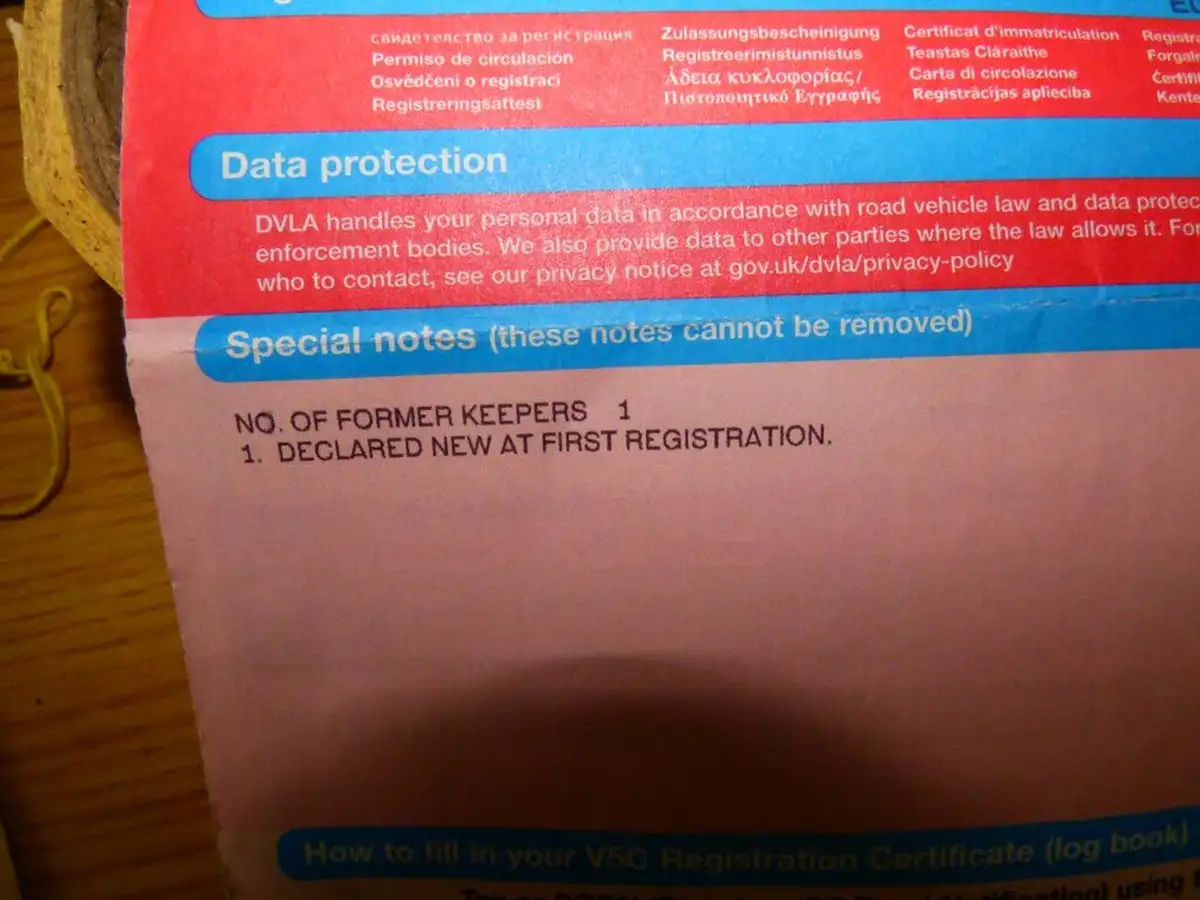 свидетелство за регистрация
Permiso de circulación
Osvědčení o registraci
Registreringsattest
Zulassungsbescheinigung
Registreerimistunnistus
Άδεια κυκλοφορίας/
Πιστοποιητικό Εγγραφής
Certificat d'immatriculation
Teastas Cláraithe
Carta di circolazione
Reģistrācijas apliecība
Data protection
DVLA handles your personal data in accordance with road vehicle law and data
enforcement bodies. We also provide data to other parties where the law allows it. For
who to contact, see our privacy notice at gov.uk/dvla/privacy-policy
Special notes (these notes cannot be removed)
NO. OF FORMER KEEPERS 1
1. DECLARED NEW AT FIRST REGISTRATION.
How to fill in your V5C Registration Certificate (log book)
using